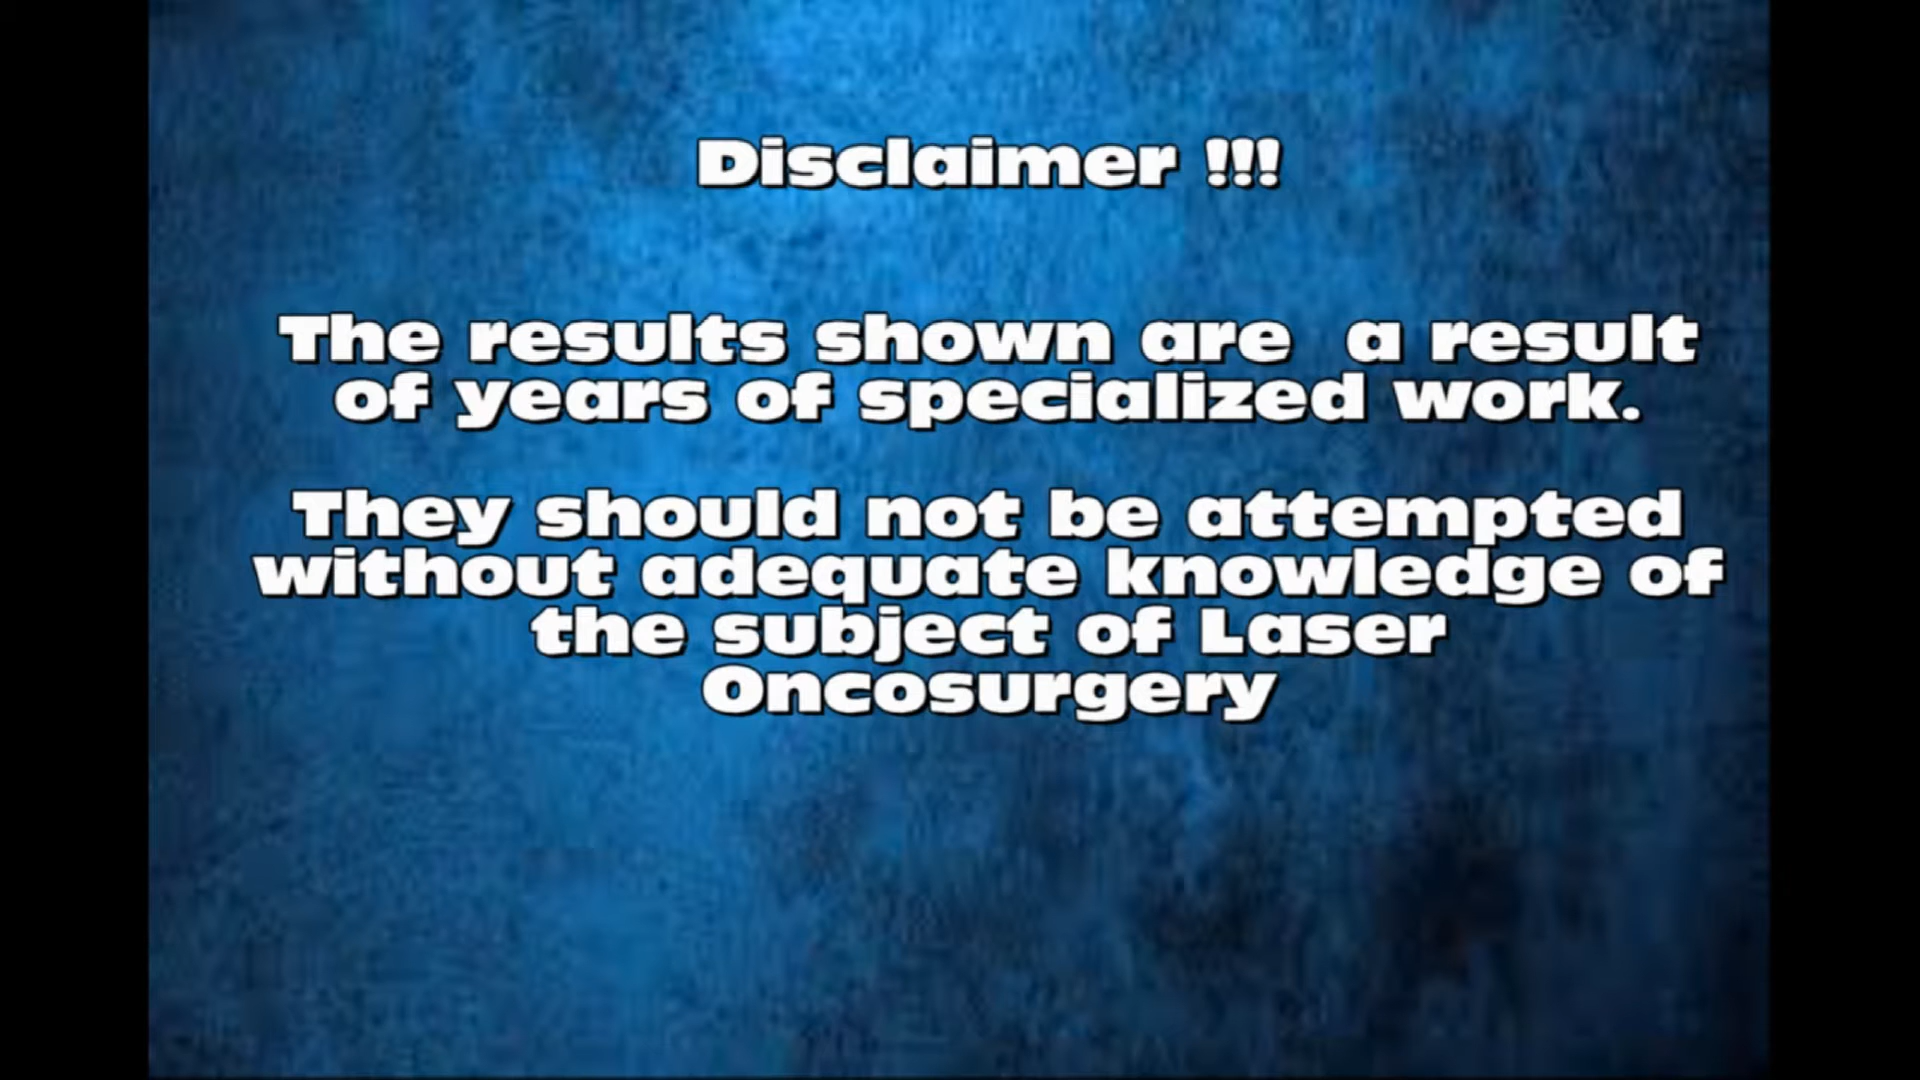 Disclaimer !!!
The results shown are a result
of years of specialized work.
They should not be attempted
without adequate knowledge of
the subject of Laser
Oncosurgery